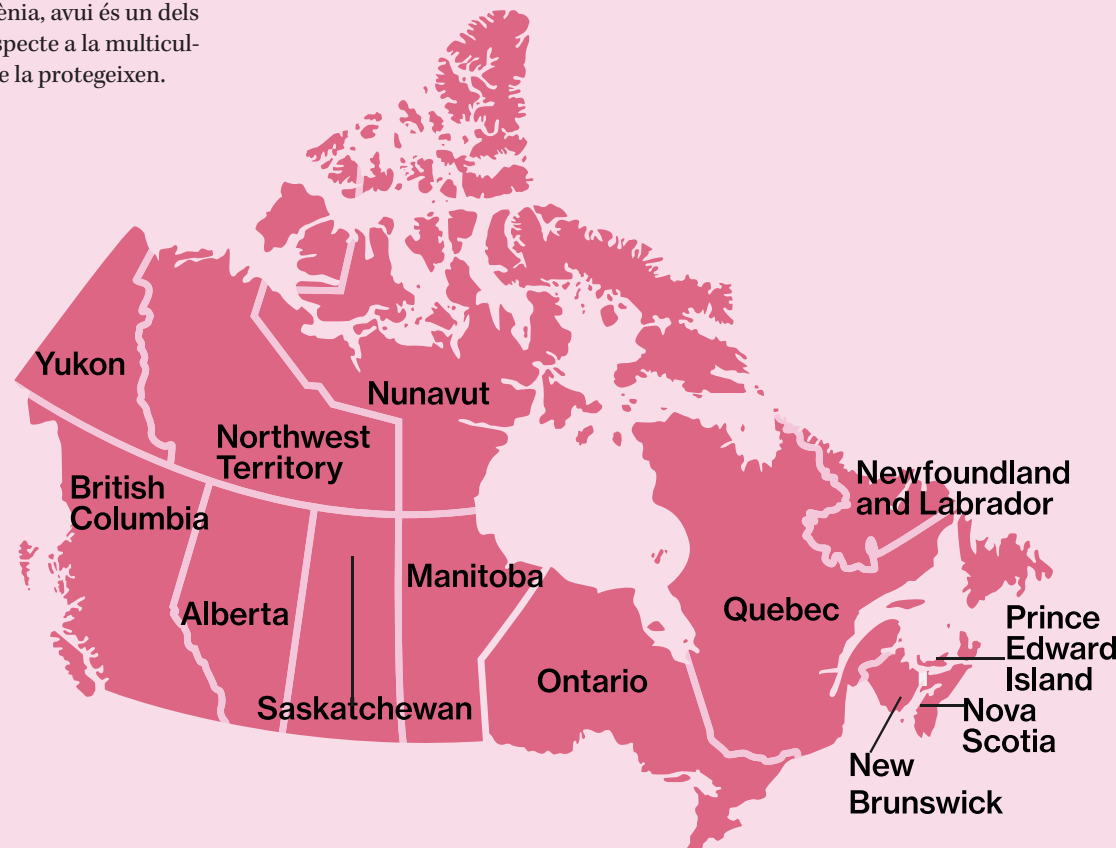 ènia, avui és un dels
specte a la multicul-
e la protegeixen.
Yukon
Nunavut
Northwest
Territory
British
Columbia
Newfoundland
and Labrador
Manitoba
Alberta
Quebec
Prince
Edward
Island
Ontario
Saskatchewan
Nova
Scotia
New
Brunswick